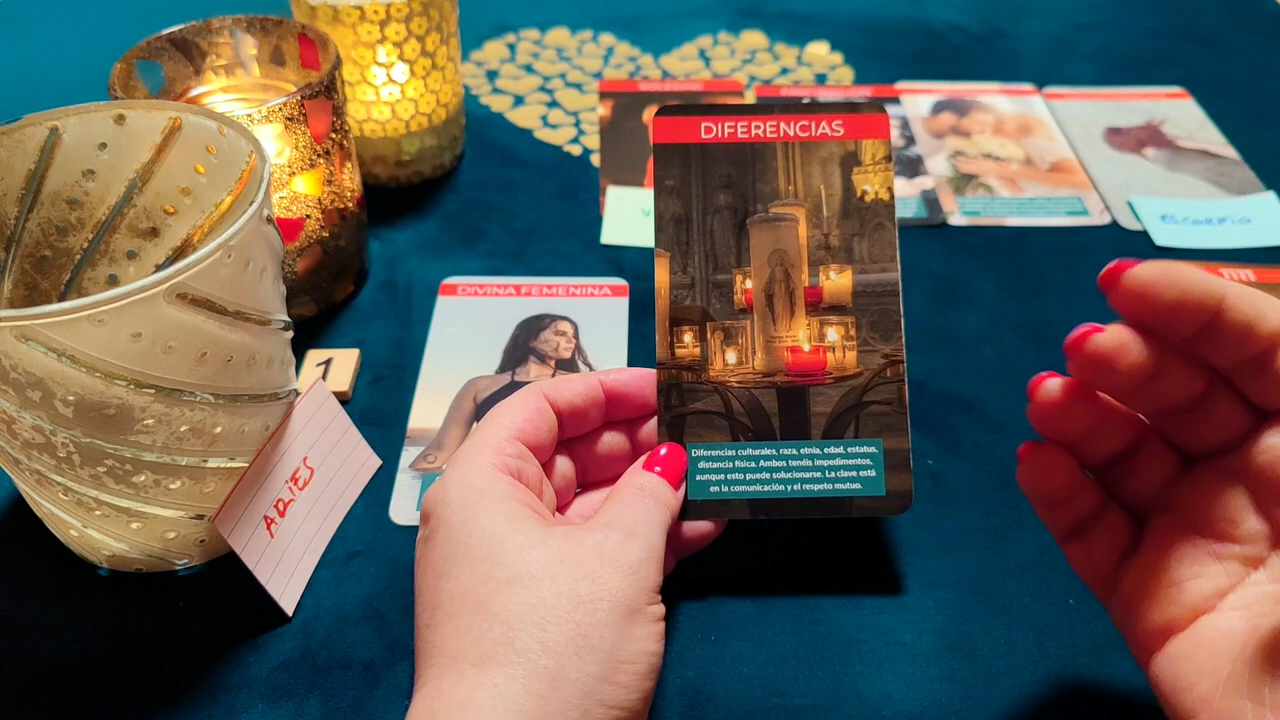 DIFERENCIAS
Diferencias culturales, raza, etnia, edad, estatus,
distancia física. Ambos tenéis impedimentos,
aunque esto puede solucionarse. La clave está
en la comunicación y el respeto mutuo.
DIVINA FEMENINA
ESCORPIO
1
ARIES